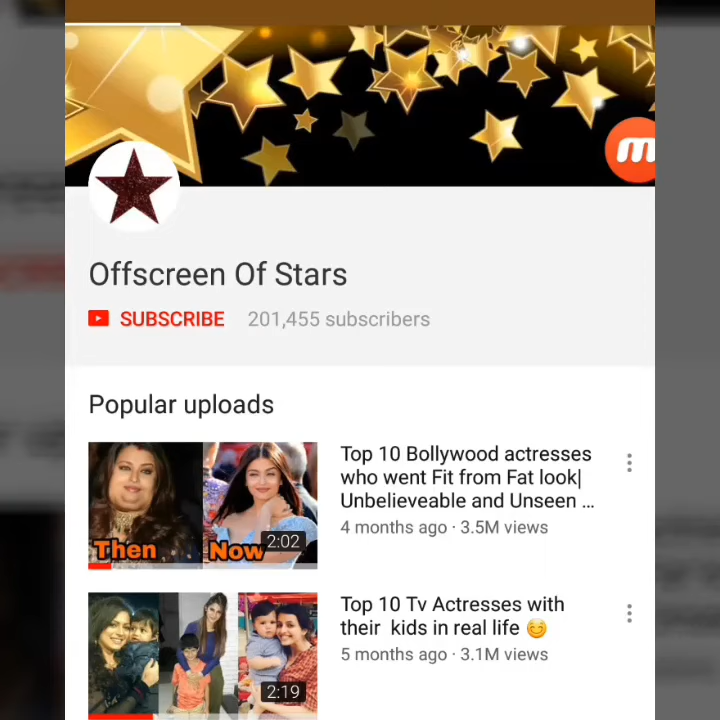 m
Offscreen Of Stars
SUBSCRIBE 201,455 subscribers
Popular uploads
Then Now 2:02
Top 10 Bollywood actresses
who went Fit from Fat look|
Unbelieveable and Unseen ...
4 months ago · 3.5M views
2:19
Top 10 Tv Actresses with
their kids in real life 😊
5 months ago · 3.1M views